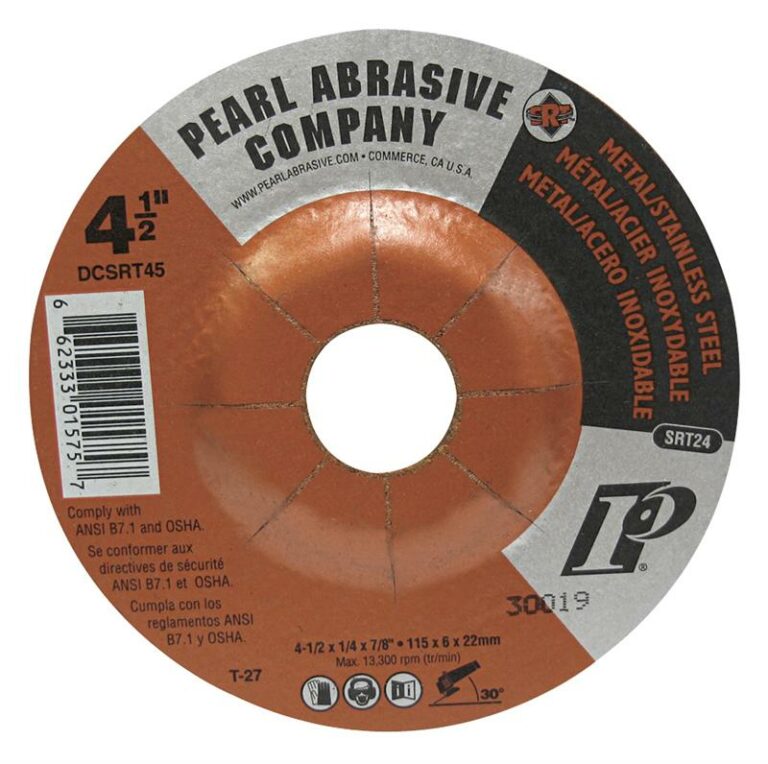 PEARL ABRASIVE
COMPANY
WWW.PEARLABRASIVE.COM • COMMERCE, CA U.S.A.
SRT
METAL/STAINLESS STEEL
MÉTAL/ACIER INOXYDABLE
METAL/ACERO INOXIDABLE
SRT24
4 1/2"
DCSRT45
6 62333 01575 7
Comply with
ANSI B7.1 and OSHA.
Se conformer aux
directives de sécurité
ANSI B7.1 et OSHA.
Cumpla con los
reglamentos ANSI
B7.1 y OSHA.
T-27
P
®
30019
4-1/2 x 1/4 x 7/8" • 115 x 6 x 22mm
Max. 13,300 rpm (tr/min)
30°